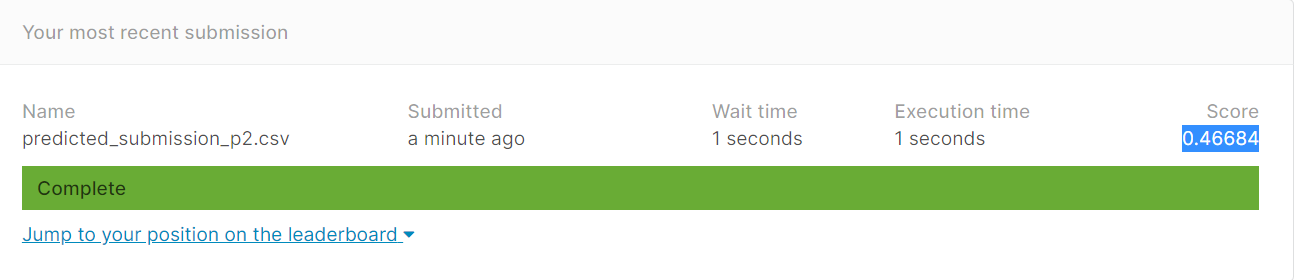 Your most recent submission
Name Submitted Wait time Execution time Score
predicted_submission_p2.csv a minute ago 1 seconds 1 seconds 0.46684
Complete
Jump to your position on the leaderboard